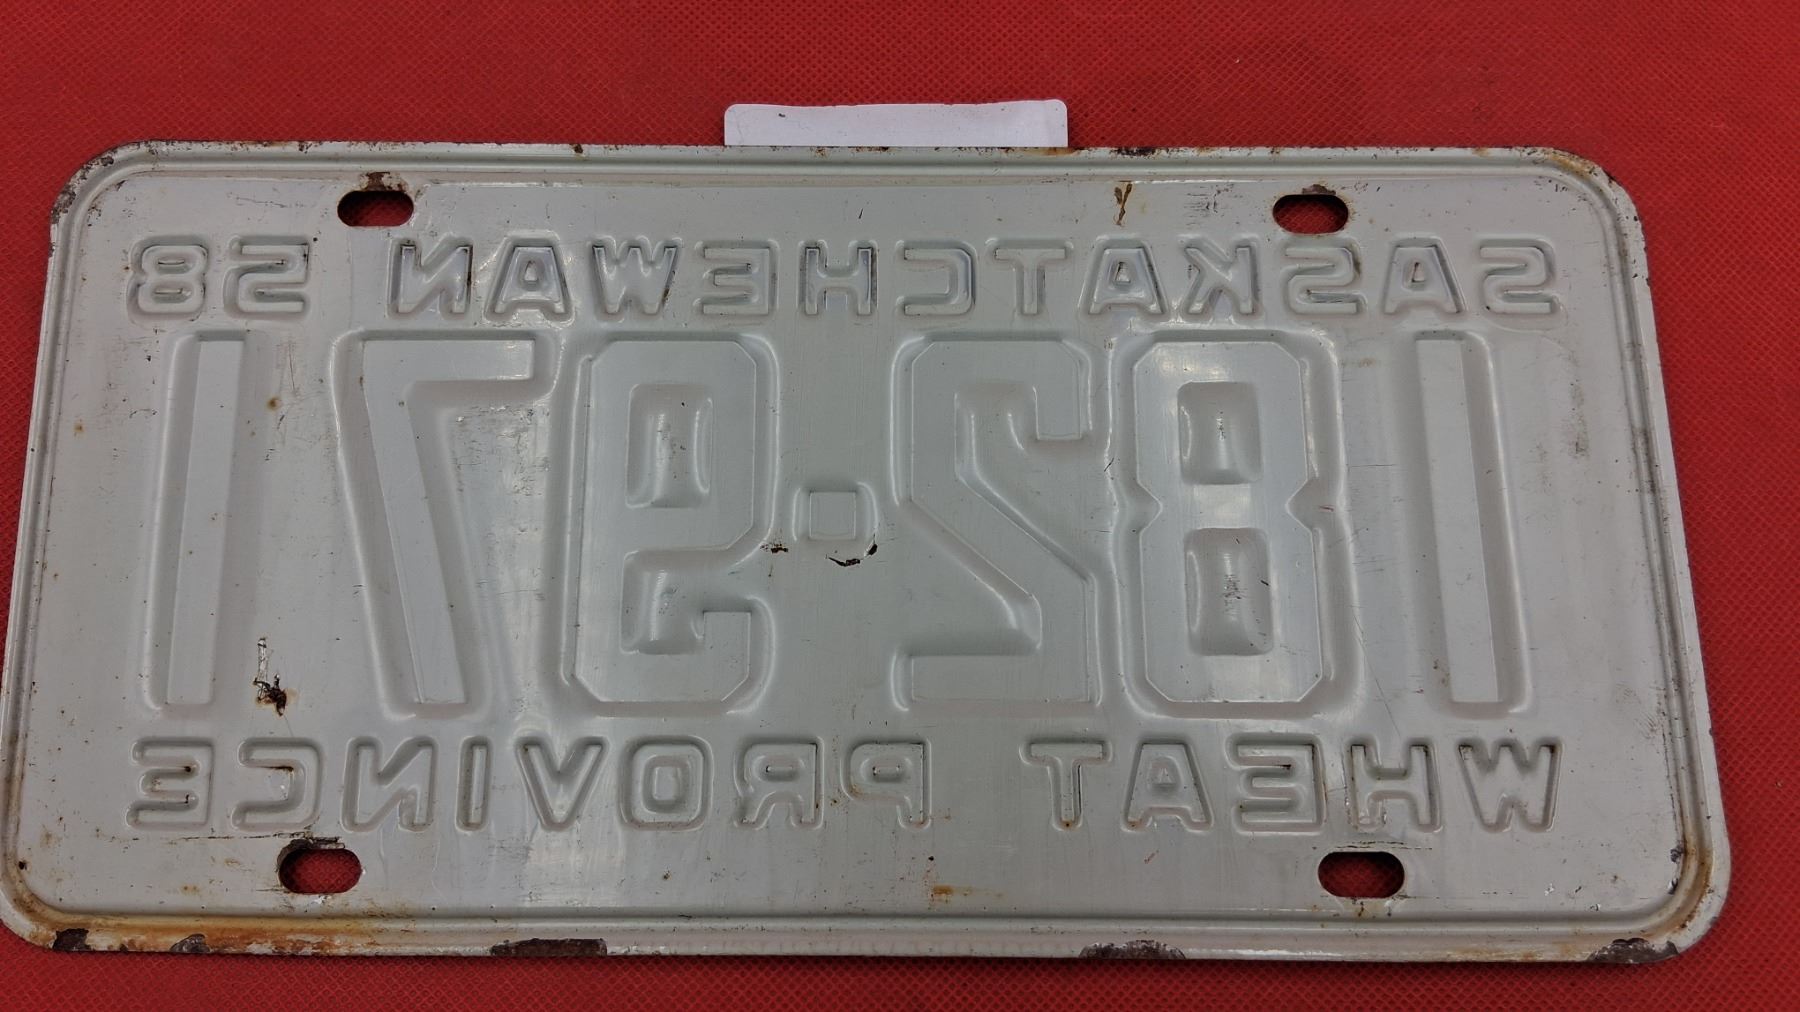 SASKATCHEWAN 58
182·971
WHEAT PROVINCE